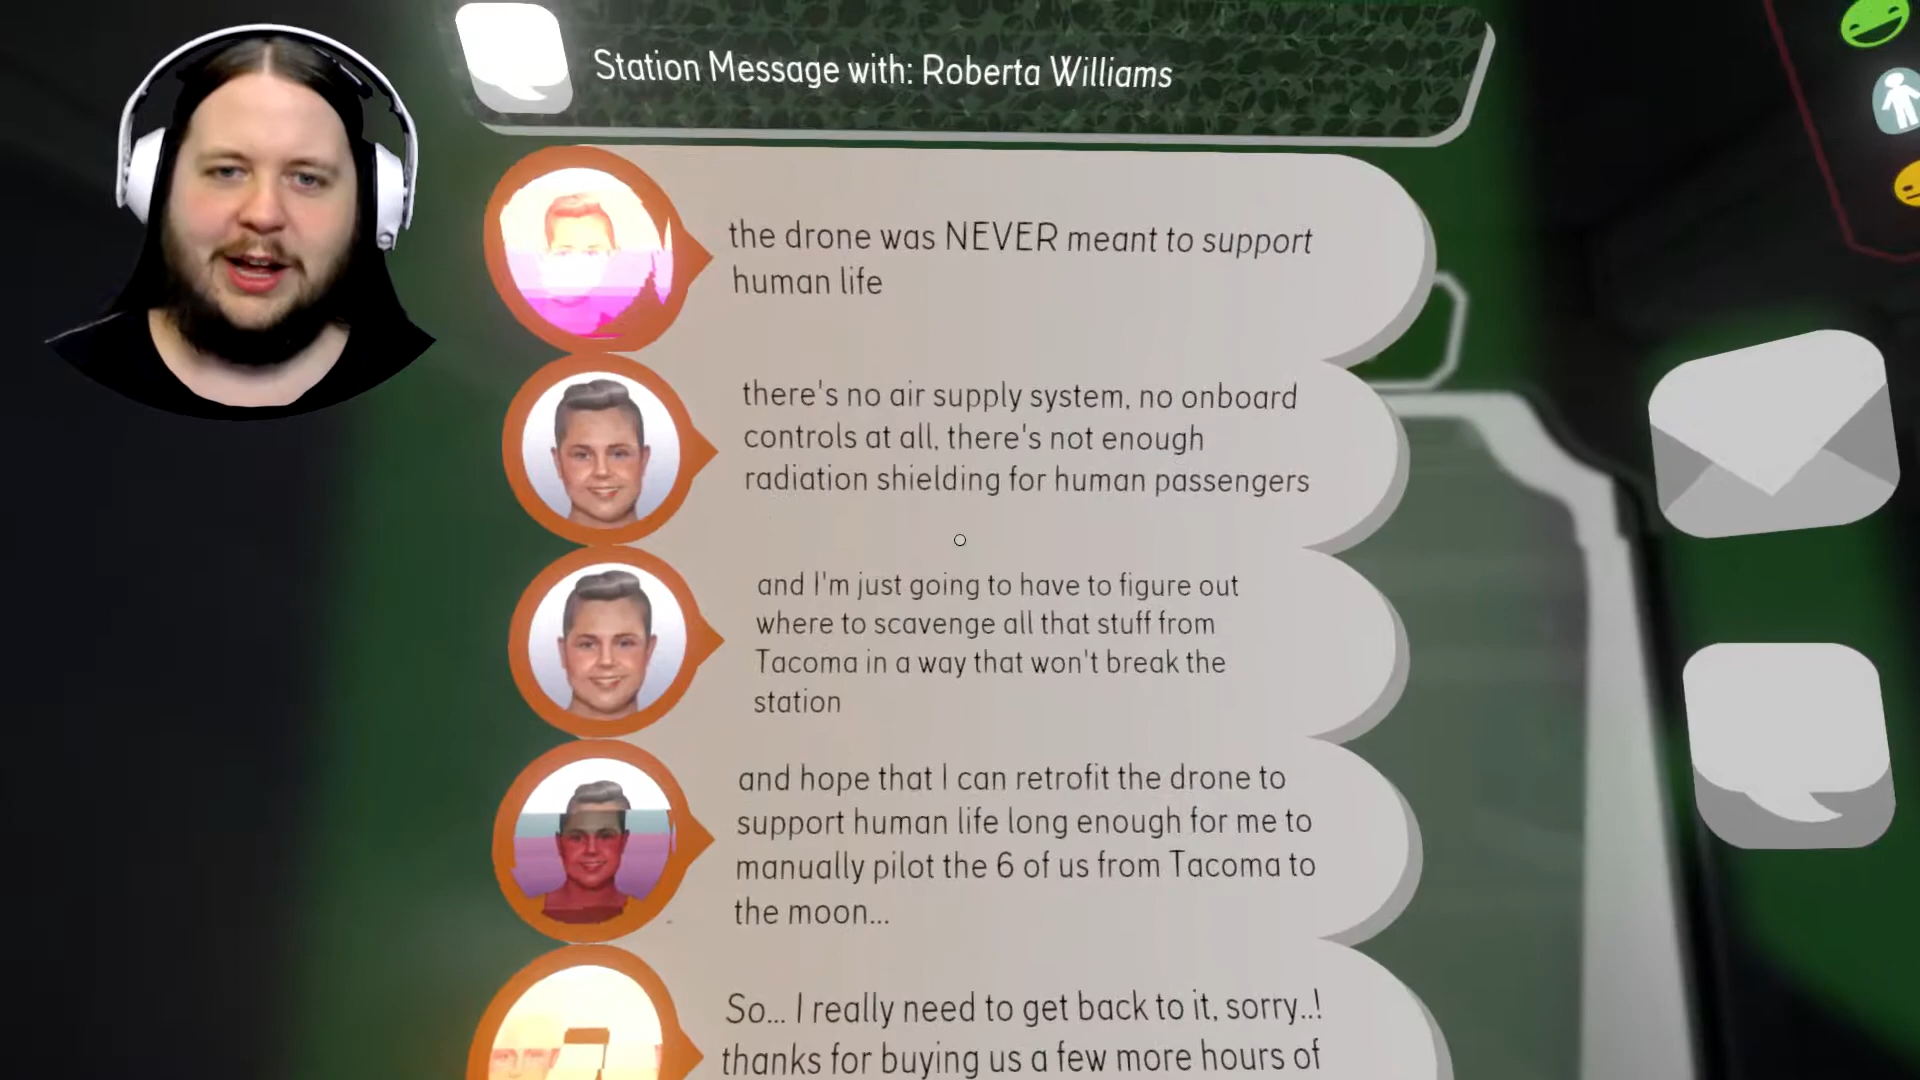 Station Message with: Roberta Williams
the drone was NEVER meant to support
human life
there's no air supply system, no onboard
controls at all, there's not enough
radiation shielding for human passengers
and I'm just going to have to figure out
where to scavenge all that stuff from
Tacoma in a way that won't break the
station
and hope that I can retrofit the drone to
support human life long enough for me to
manually pilot the 6 of us from Tacoma to
the moon...
So... I really need to get back to it, sorry..!
thanks for buying us a few more hours of